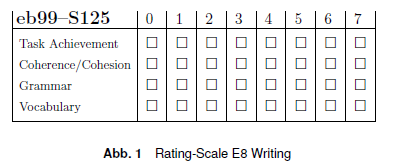 eb99–S125 0 1 2 3 4 5 6 7
Task Achievement □ □ □ □ □ □ □ □
Coherence/Cohesion □ □ □ □ □ □ □ □
Grammar □ □ □ □ □ □ □ □
Vocabulary □ □ □ □ □ □ □ □
Abb. 1 Rating-Scale E8 Writing